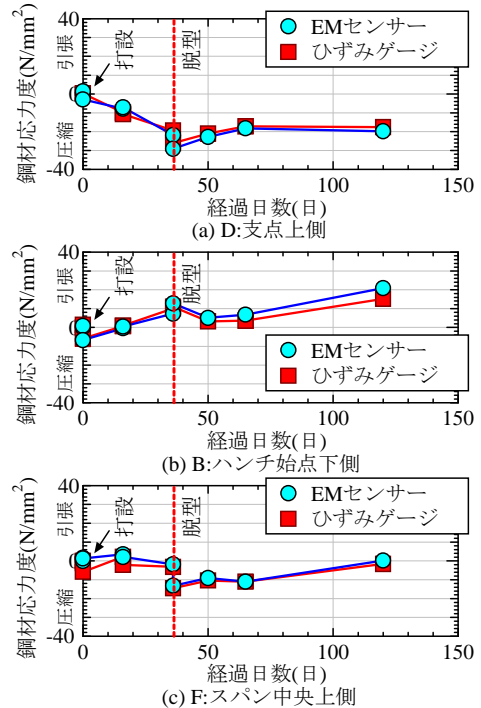 鋼材応力度(N/mm²)
引張
圧縮
40
0
-40
打設
脱型
EMセンサー
ひずみゲージ
0 50 100 150
経過日数(日)
(a) D:支点上側
鋼材応力度(N/mm²)
引張
圧縮
40
0
-40
打設
脱型
EMセンサー
ひずみゲージ
0 50 100 150
経過日数(日)
(b) B:ハンチ始点下側
鋼材応力度(N/mm²)
引張
圧縮
40
0
-40
打設
脱型
EMセンサー
ひずみゲージ
0 50 100 150
経過日数(日)
(c) F:スパン中央上側